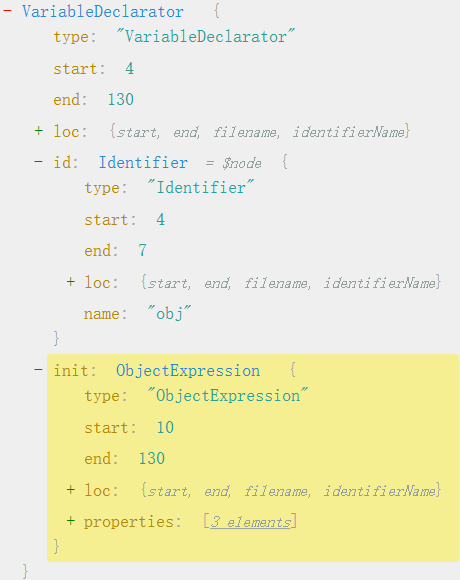 - VariableDeclarator {
type: "VariableDeclarator"
start: 4
end: 130
+ loc: {start, end, filename, identifierName}
- id: Identifier = $node {
type: "Identifier"
start: 4
end: 7
+ loc: {start, end, filename, identifierName}
name: "obj"
}
- init: ObjectExpression {
type: "ObjectExpression"
start: 10
end: 130
+ loc: {start, end, filename, identifierName}
+ properties: [3 elements]
}
}